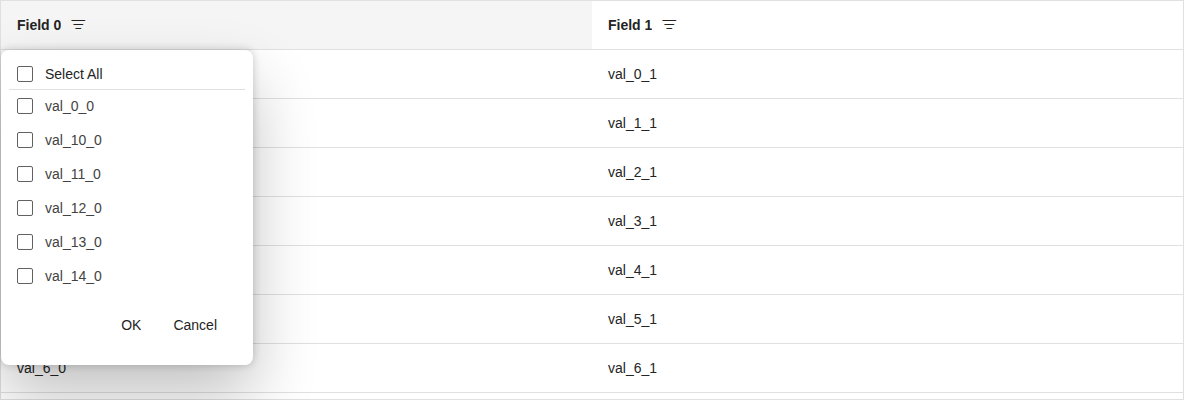 Field 0
Field 1
Select All
val_0_0
val_10_0
val_11_0
val_12_0
val_13_0
val_14_0
OK
Cancel
val_6_0
val_0_1
val_1_1
val_2_1
val_3_1
val_4_1
val_5_1
val_6_1